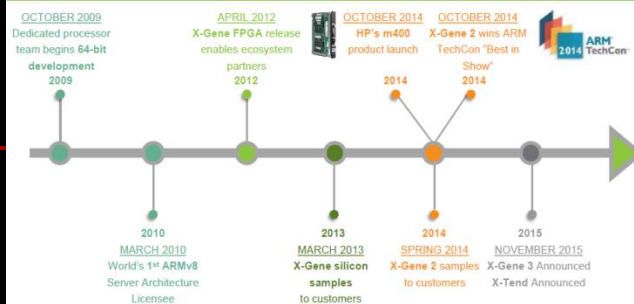 OCTOBER 2009
Dedicated processor
team begins 64-bit
development
2009
APRIL 2012
X-Gene FPGA release
enables ecosystem
partners
2012
OCTOBER 2014
HP's m400
product launch
2014
OCTOBER 2014
X-Gene 2 wins ARM
TechCon "Best in
Show"
2014
ARM
2014 TechCon
2010
MARCH 2010
World's 1st ARMv8
Server Architecture
Licensee
2013
MARCH 2013
X-Gene silicon
samples
to customers
2014
SPRING 2014
X-Gene 2 samples
to customers
2015
NOVEMBER 2015
X-Gene 3 Announced
X-Tend Announced